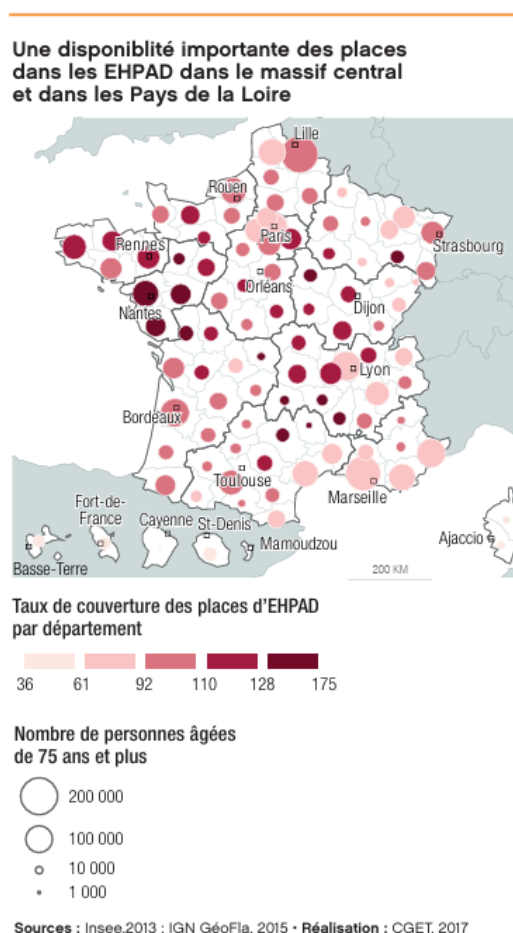 Une disponiblité importante des places
dans les EHPAD dans le massif central
et dans les Pays de la Loire
Lille
Rouen
Paris
Rennes
Strasbourg
Orléans
Nantes
Dijon
Lyon
Bordeaux
Toulouse
Marseille
Fort-de-
France
Cayenne
St-Denis
Mamoudzou
Ajaccio
Basse-Terre
200 KM
Taux de couverture des places d'EHPAD
par département
36 61 92 110 128 175
Nombre de personnes âgées
de 75 ans et plus
200 000
100 000
10 000
1 000
Sources : Insee,2013 ; IGN GéoFla, 2015 • Réalisation : CGET, 2017